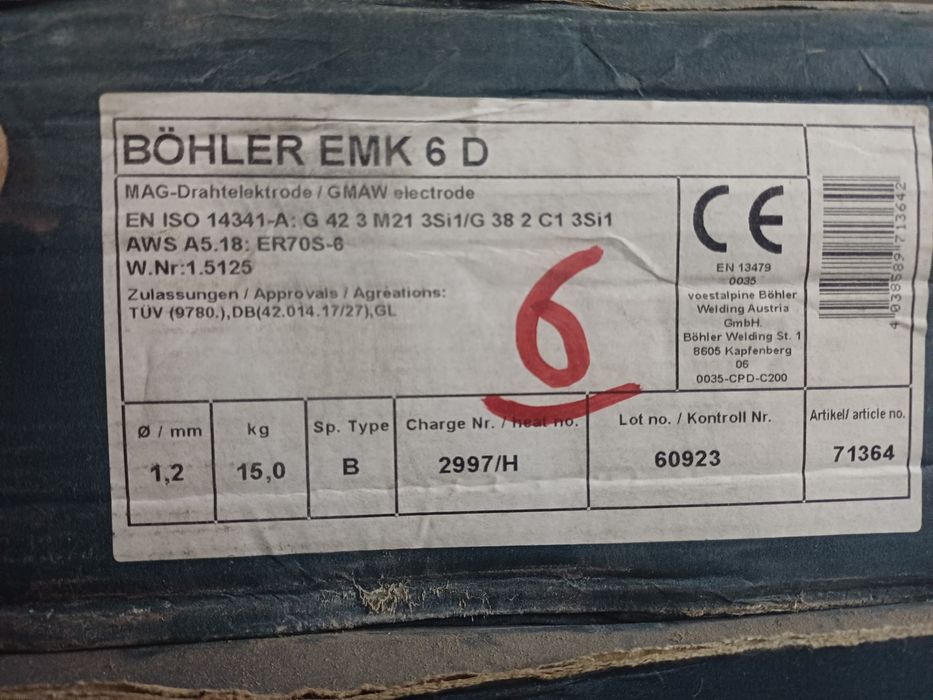 BÖHLER EMK 6 D
MAG-Drahtelektrode / GMAW electrode
EN ISO 14341-A: G 42 3 M21 3Si1/G 38 2 C1 3Si1
AWS A5.18: ER70S-6
W.Nr:1.5125
Zulassungen / Approvals / Agréations:
TÜV (9780.),DB(42.014.17/27),GL
6
CE
EN 13479
0035
voestalpine Böhler
Welding Austria
GmbH.
Böhler Welding St. 1
8605 Kapfenberg
06
0035-CPD-C200
4 038589 713642
Ø / mm
1,2
kg
15,0
Sp. Type
B
Charge Nr. / heat no.
2997/H
Lot no. / Kontroll Nr.
60923
Artikel/ article no.
71364